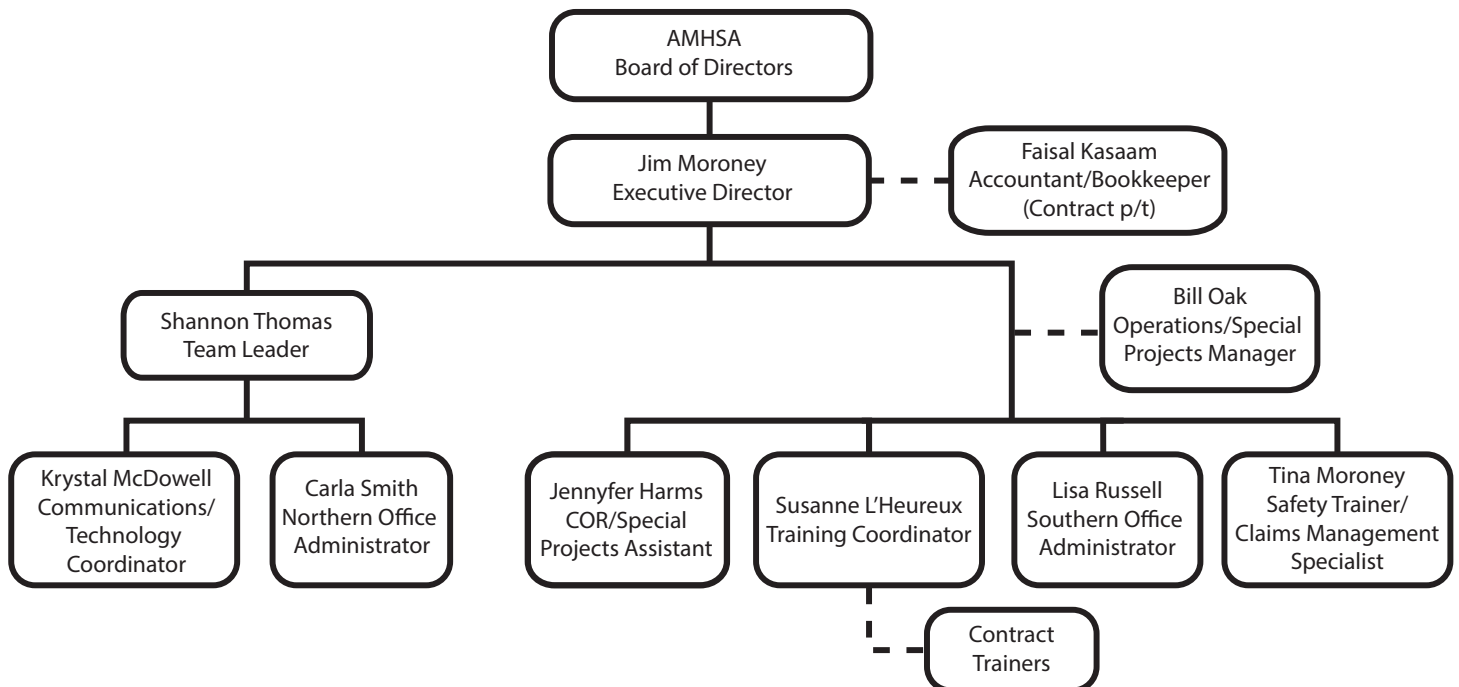 AMHSA
Board of Directors
Jim Moroney
Executive Director
Faisal Kasaam
Accountant/Bookkeeper
(Contract p/t)
Shannon Thomas
Team Leader
Bill Oak
Operations/Special
Projects Manager
Krystal McDowell
Communications/
Technology
Coordinator
Carla Smith
Northern Office
Administrator
Jennyfer Harms
COR/Special
Projects Assistant
Susanne L’Heureux
Training Coordinator
Lisa Russell
Southern Office
Administrator
Tina Moroney
Safety Trainer/
Claims Management
Specialist
Contract
Trainers